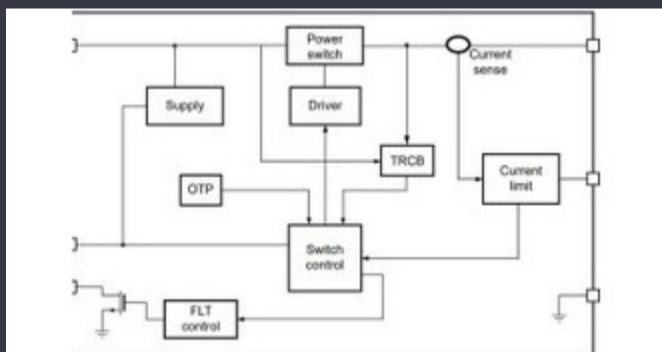 Power
switch
Current
sense
Supply
Driver
TRCB
Current
limit
OTP
Switch
control
FLT
control